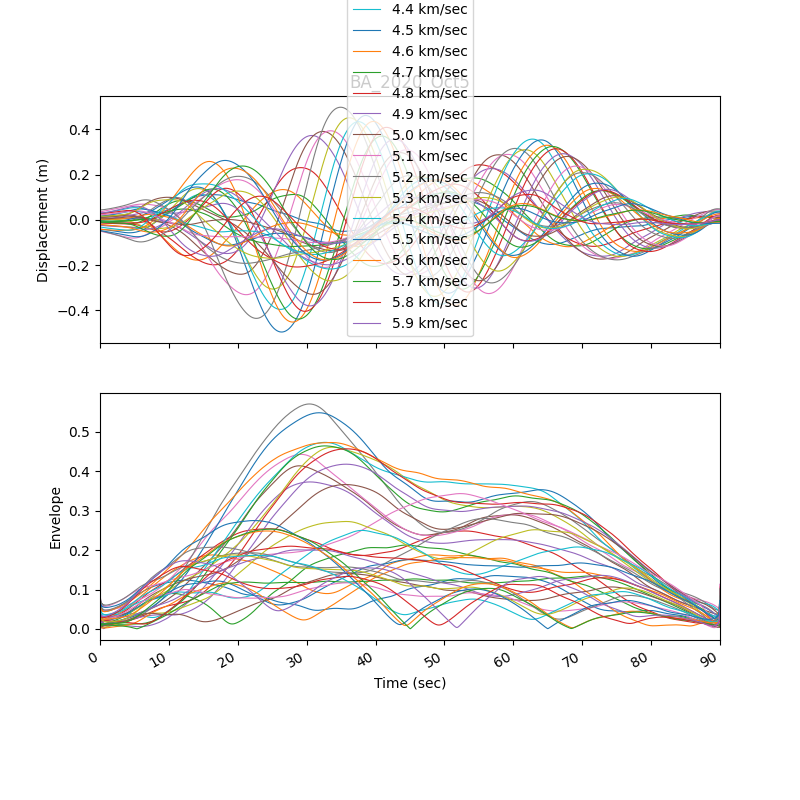 4.4 km/sec
4.5 km/sec
4.6 km/sec
4.7 km/sec
BA_2020_Oct5
4.8 km/sec
4.9 km/sec
5.0 km/sec
5.1 km/sec
5.2 km/sec
5.3 km/sec
5.4 km/sec
5.5 km/sec
5.6 km/sec
5.7 km/sec
5.8 km/sec
5.9 km/sec
Displacement (m)
0.4
0.2
0.0
−0.2
−0.4
Envelope
0.5
0.4
0.3
0.2
0.1
0.0
0 10 20 30 40 50 60 70 80 90
Time (sec)